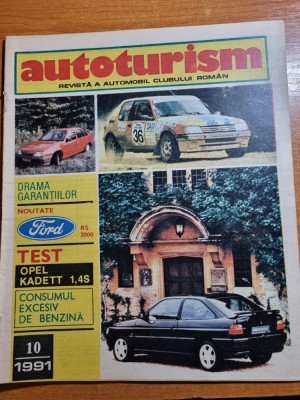 autoturism
REVISTĂ A AUTOMOBIL CLUBULUI ROMÂN
36
DRAMA
GARANȚIILOR
NOUTATE
Ford
RS
2000
TEST
OPEL
KADETT 1,4S
CONSUMUL
EXCESIV
DE BENZINĂ
10
1991